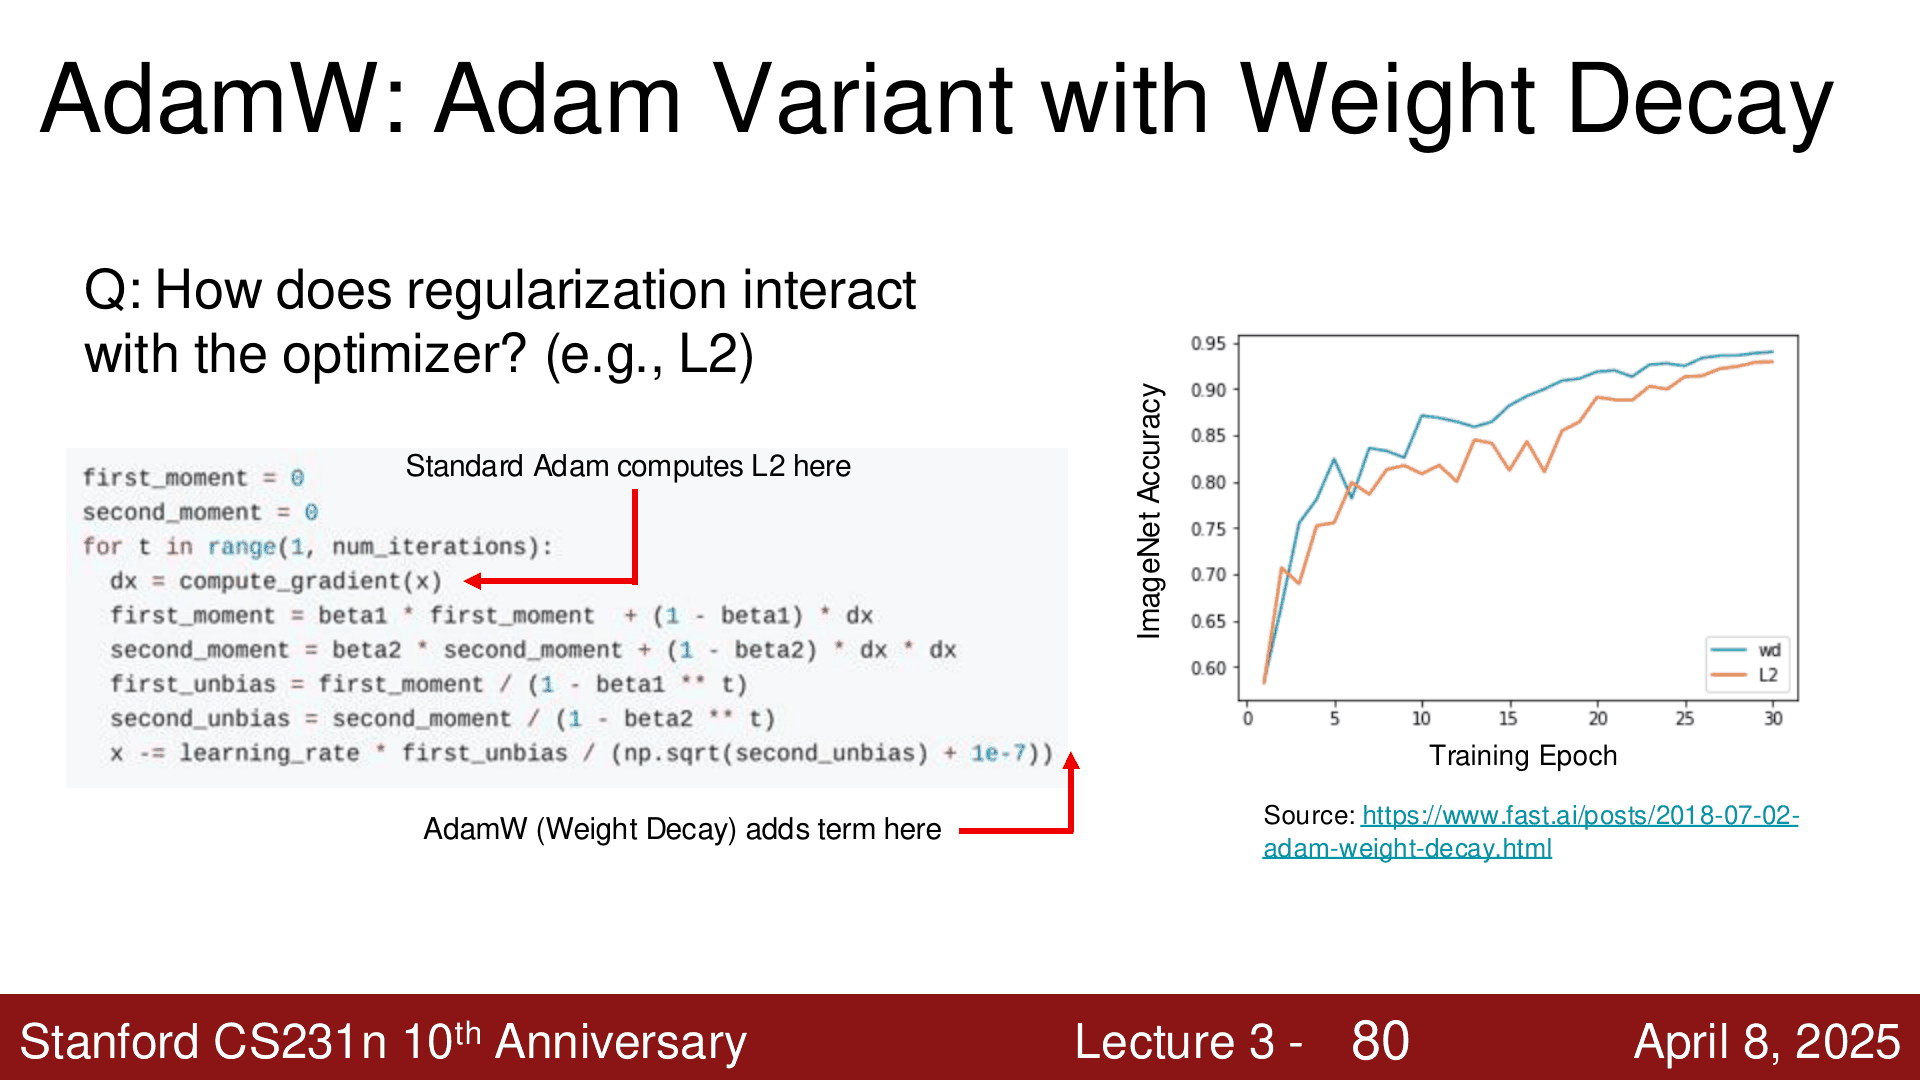 AdamW: Adam Variant with Weight Decay
Q: How does regularization interact
with the optimizer? (e.g., L2)
Standard Adam computes L2 here
first_moment = 0
second_moment = 0
for t in range(1, num_iterations):
  dx = compute_gradient(x)
  first_moment = beta1 * first_moment  + (1 - beta1) * dx
  second_moment = beta2 * second_moment + (1 - beta2) * dx * dx
  first_unbias = first_moment / (1 - beta1 ** t)
  second_unbias = second_moment / (1 - beta2 ** t)
  x -= learning_rate * first_unbias / (np.sqrt(second_unbias) + 1e-7))
AdamW (Weight Decay) adds term here
ImageNet Accuracy
0.95
0.90
0.85
0.80
0.75
0.70
0.65
0.60
wd
L2
0 5 10 15 20 25 30
Training Epoch
Source: https://www.fast.ai/posts/2018-07-02-
adam-weight-decay.html
Stanford CS231n 10th Anniversary Lecture 3 - 80 April 8, 2025